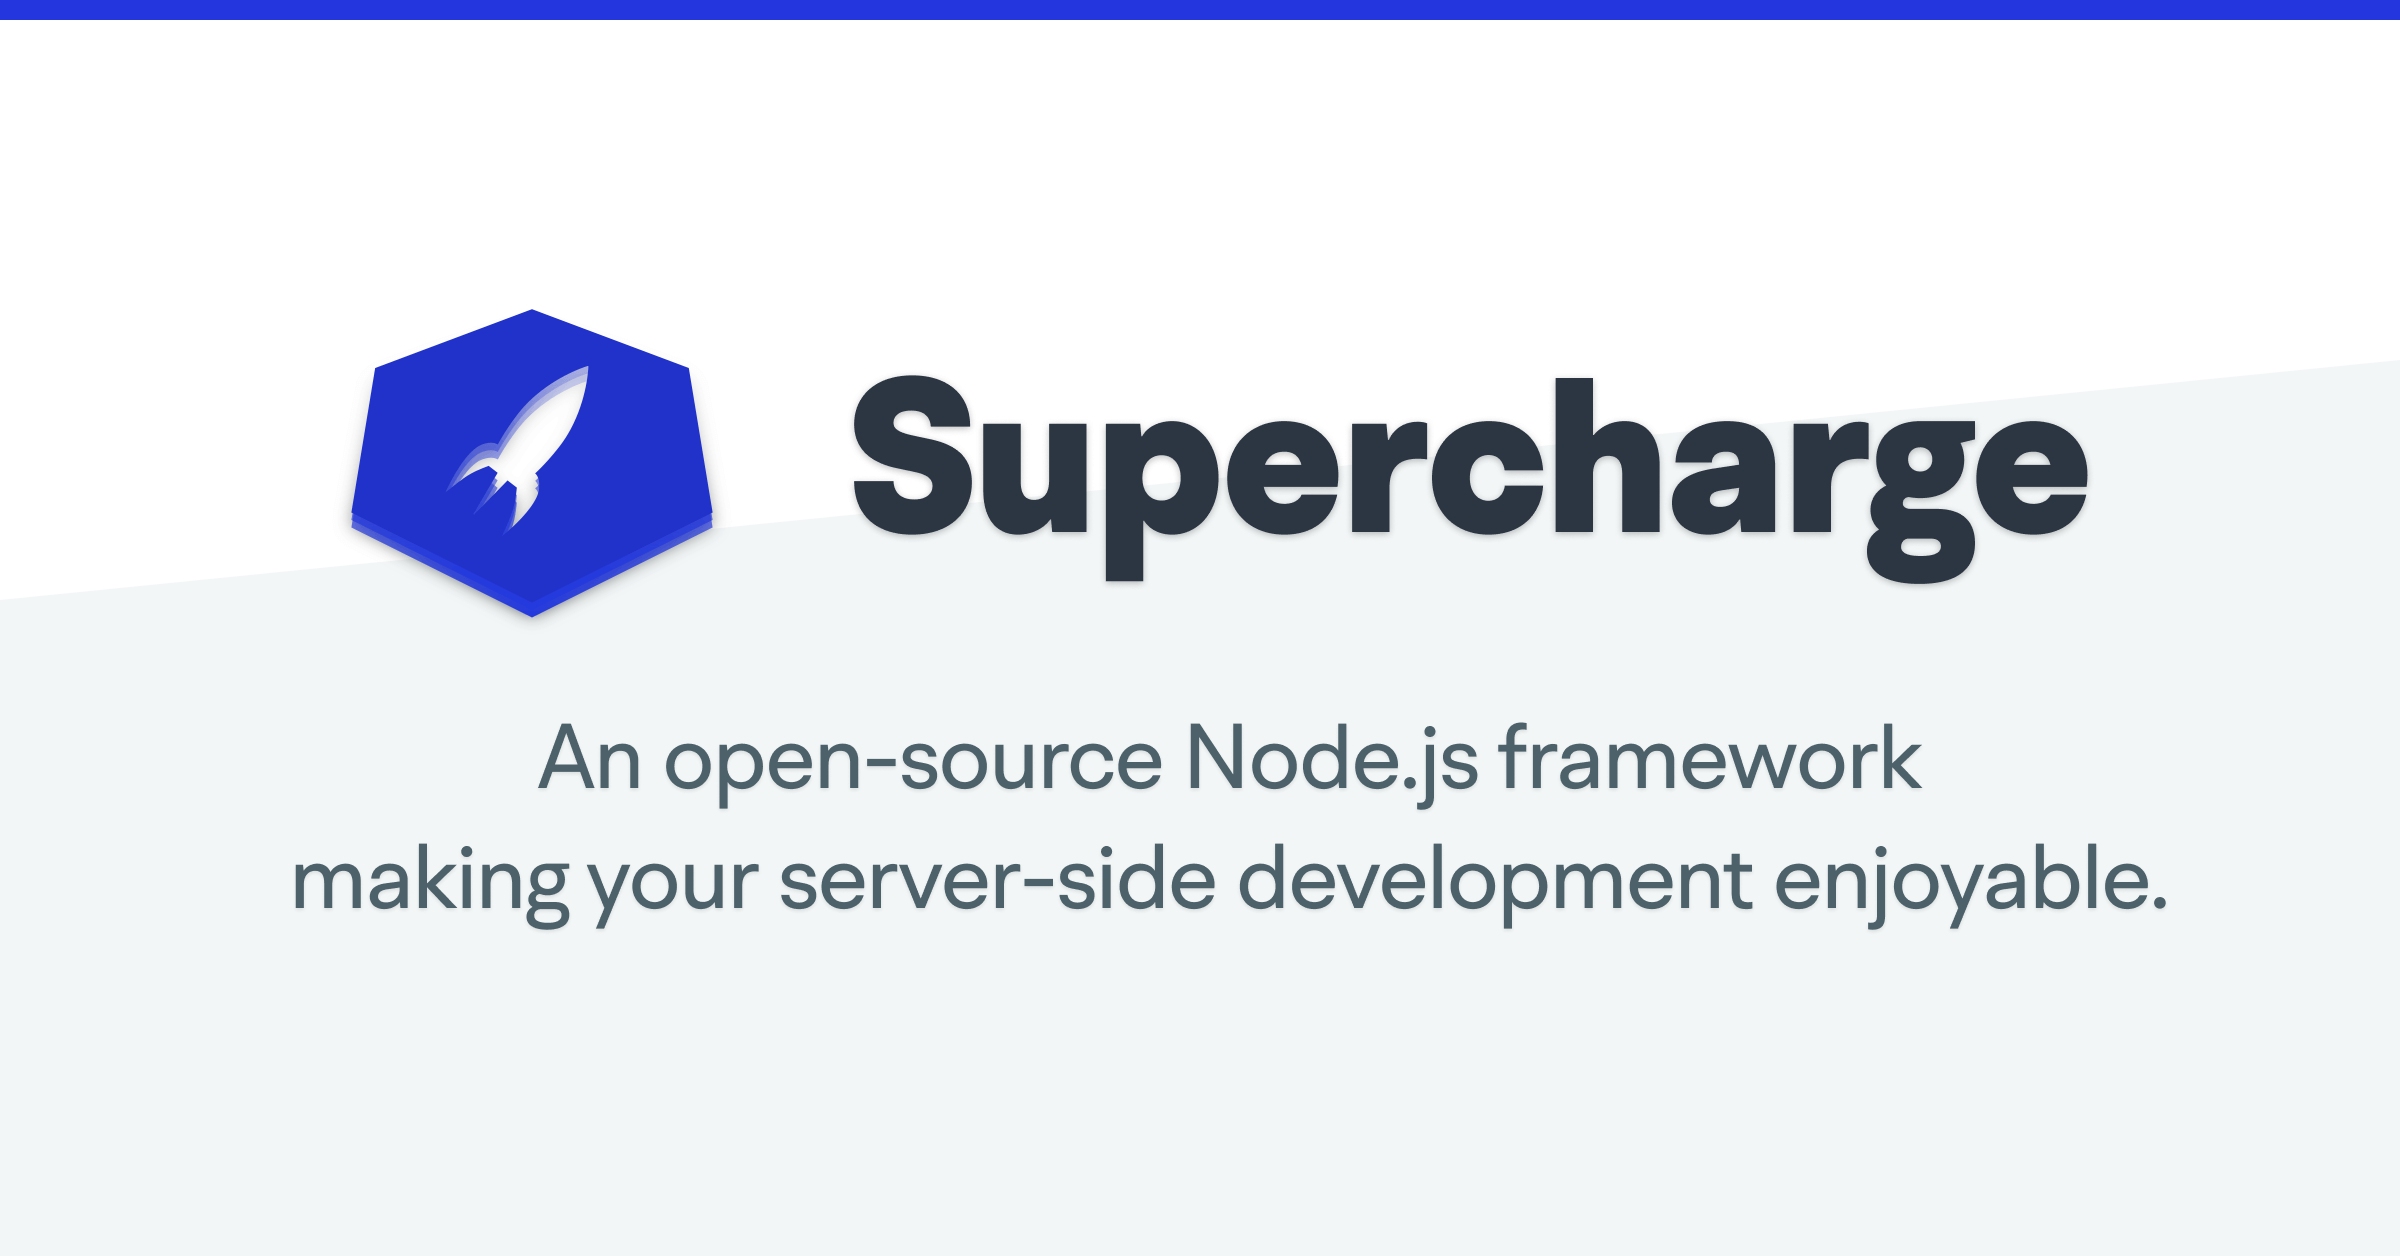 Supercharge
An open-source Node.js framework
making your server-side development enjoyable.